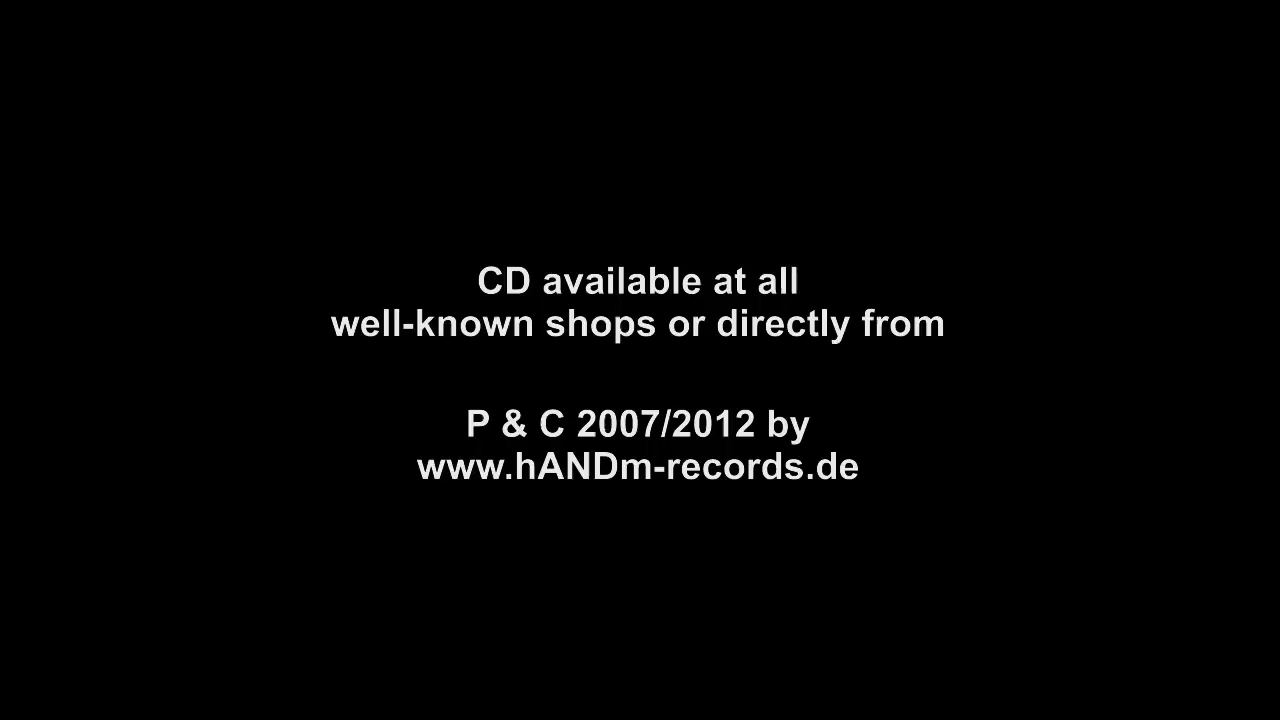 CD available at all
well-known shops or directly from
P & C 2007/2012 by
www.hANDm-records.de